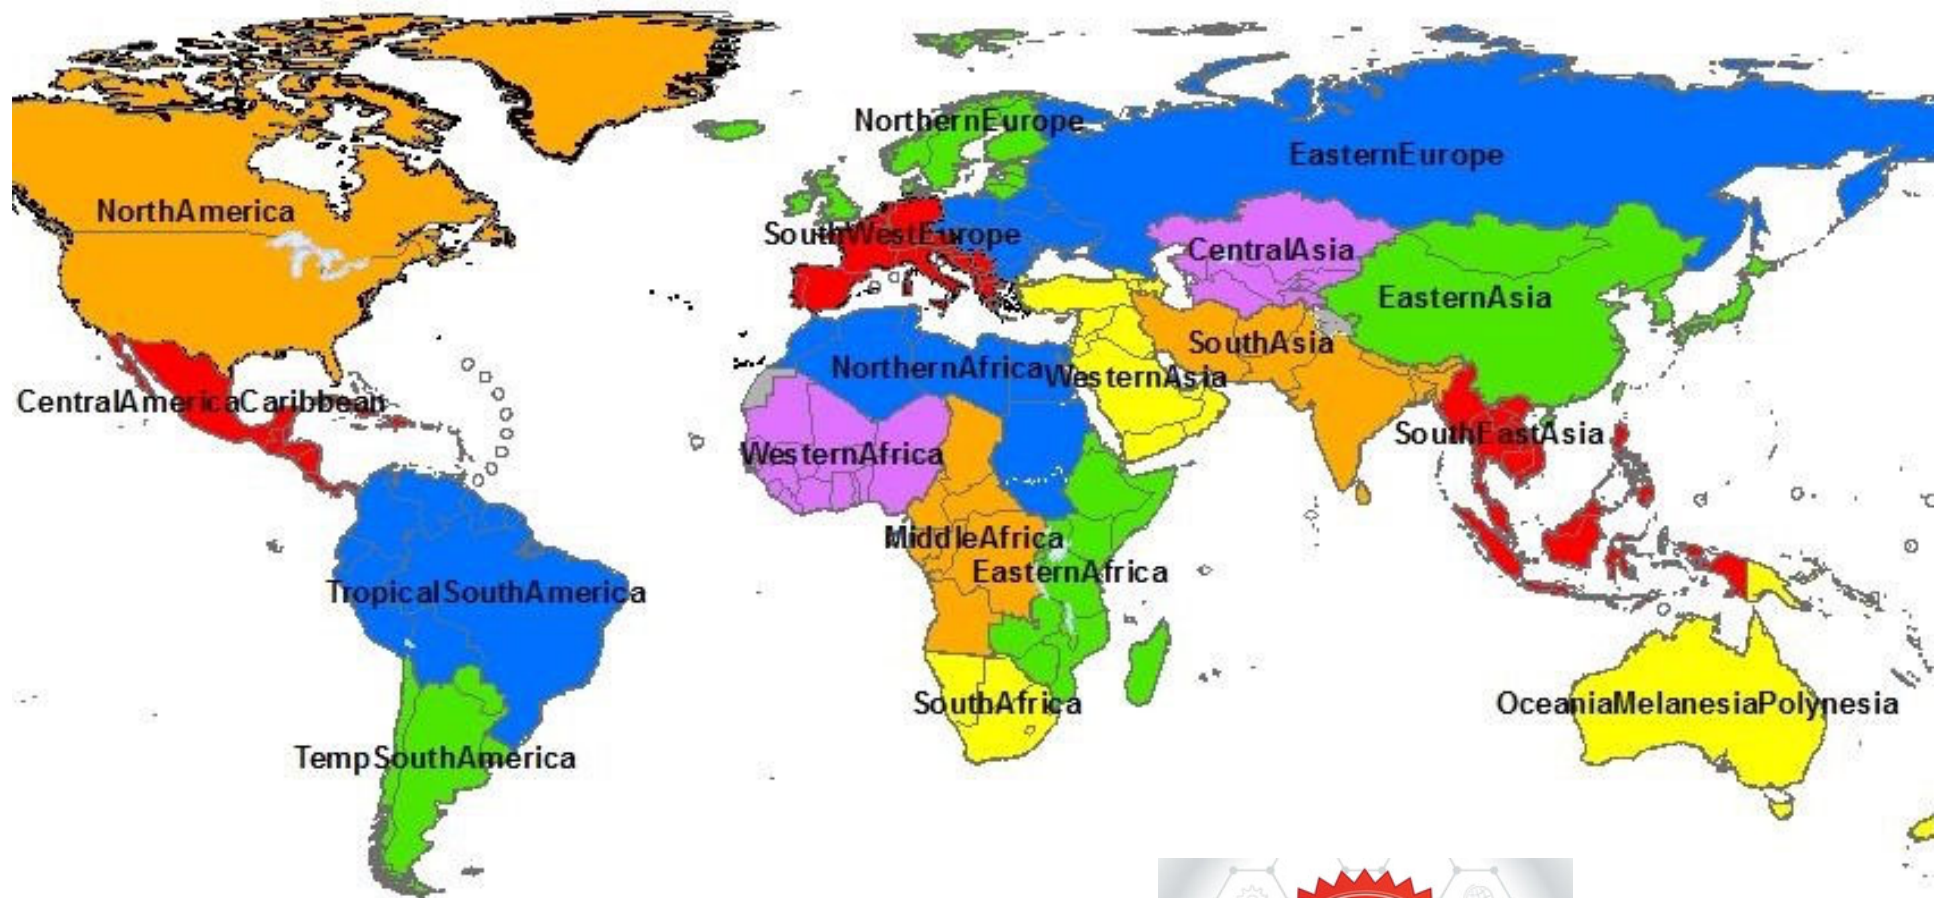 NorthernEurope
EasternEurope
NorthAmerica
SouthWestEurope
CentralAsia
EasternAsia
SouthAsia
NorthernAfrica
WesternAsia
CentralAmericaCaribbean
SouthEastAsia
WesternAfrica
MiddleAfrica
EasternAfrica
TropicalSouthAmerica
SouthAfrica
OceaniaMelanesiaPolynesia
TempSouthAmerica